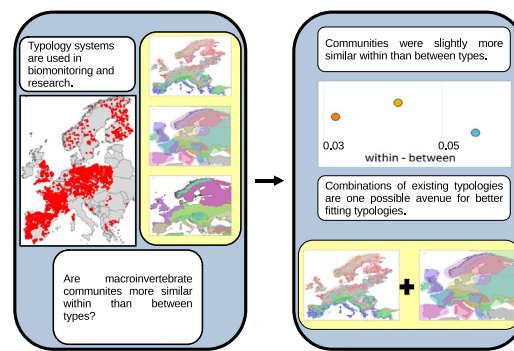 Typology systems
are used in
biomonitoring and
research.
Are macroinvertebrate
communites more similar
within than between
types?
Communities were slightly more
similar within than between types.
0.03 0.05
within - between
Combinations of existing typologies
are one possible avenue for better
fitting typologies.
+